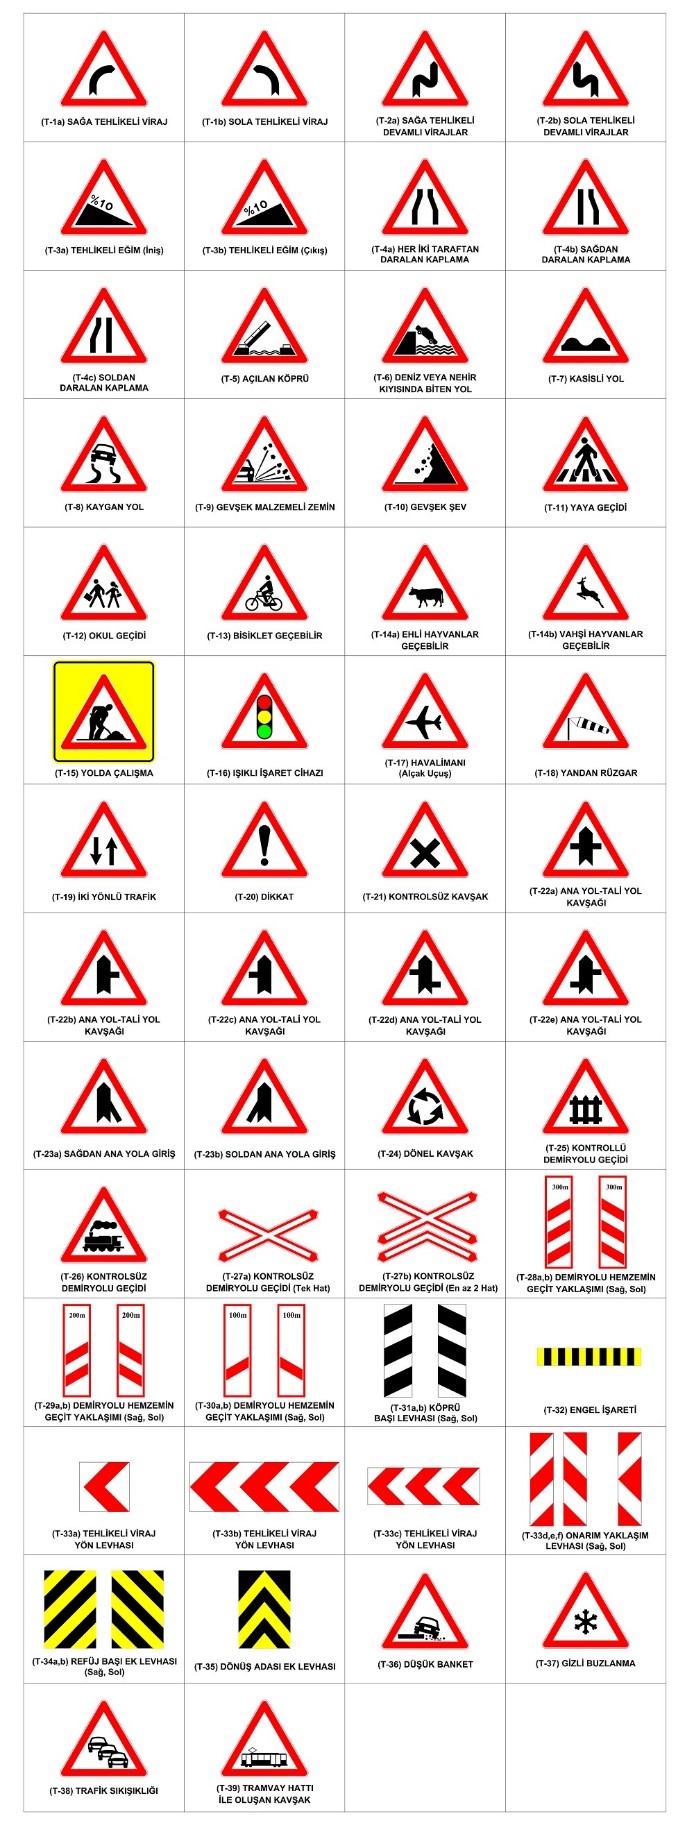 (T-1a) SAĞA TEHLİKELİ VİRAJ
(T-1b) SOLA TEHLİKELİ VİRAJ
(T-2a) SAĞA TEHLİKELİ
DEVAMLI VİRAJLAR
(T-2b) SOLA TEHLİKELİ
DEVAMLI VİRAJLAR
%10
(T-3a) TEHLİKELİ EĞİM (İniş)
%10
(T-3b) TEHLİKELİ EĞİM (Çıkış)
(T-4a) HER İKİ TARAFTAN
DARALAN KAPLAMA
(T-4b) SAĞDAN
DARALAN KAPLAMA
(T-4c) SOLDAN
DARALAN KAPLAMA
(T-5) AÇILAN KÖPRÜ
(T-6) DENİZ VEYA NEHİR
KIYISINDA BİTEN YOL
(T-7) KASİSLİ YOL
(T-8) KAYGAN YOL
(T-9) GEVŞEK MALZEMELİ ZEMİN
(T-10) GEVŞEK ŞEV
(T-11) YAYA GEÇİDİ
(T-12) OKUL GEÇİDİ
(T-13) BİSİKLET GEÇEBİLİR
(T-14a) EHLİ HAYVANLAR
GEÇEBİLİR
(T-14b) VAHŞİ HAYVANLAR
GEÇEBİLİR
(T-15) YOLDA ÇALIŞMA
(T-16) IŞIKLI İŞARET CİHAZI
(T-17) HAVALİMANI
(Alçak Uçuş)
(T-18) YANDAN RÜZGAR
(T-19) İKİ YÖNLÜ TRAFİK
(T-20) DİKKAT
(T-21) KONTROLSÜZ KAVŞAK
(T-22a) ANA YOL-TALİ YOL
KAVŞAĞI
(T-22b) ANA YOL-TALİ YOL
KAVŞAĞI
(T-22c) ANA YOL-TALİ YOL
KAVŞAĞI
(T-22d) ANA YOL-TALİ YOL
KAVŞAĞI
(T-22e) ANA YOL-TALİ YOL
KAVŞAĞI
(T-23a) SAĞDAN ANA YOLA GİRİŞ
(T-23b) SOLDAN ANA YOLA GİRİŞ
(T-24) DÖNEL KAVŞAK
(T-25) KONTROLLÜ
DEMİRYOLU GEÇİDİ
(T-26) KONTROLSÜZ
DEMİRYOLU GEÇİDİ
(T-27a) KONTROLSÜZ
DEMİRYOLU GEÇİDİ (Tek Hat)
(T-27b) KONTROLSÜZ
DEMİRYOLU GEÇİDİ (En az 2 Hat)
300m 300m
(T-28a,b) DEMİRYOLU HEMZEMİN
GEÇİT YAKLAŞIMI (Sağ, Sol)
200m 200m
(T-29a,b) DEMİRYOLU HEMZEMİN
GEÇİT YAKLAŞIMI (Sağ, Sol)
100m 100m
(T-30a,b) DEMİRYOLU HEMZEMİN
GEÇİT YAKLAŞIMI (Sağ, Sol)
(T-31a,b) KÖPRÜ
BAŞI LEVHASI (Sağ, Sol)
(T-32) ENGEL İŞARETİ
(T-33a) TEHLİKELİ VİRAJ
YÖN LEVHASI
(T-33b) TEHLİKELİ VİRAJ
YÖN LEVHASI
(T-33c) TEHLİKELİ VİRAJ
YÖN LEVHASI
(T-33d,e,f) ONARIM YAKLAŞIM
LEVHASI (Sağ, Sol)
(T-34a,b) REFÜJ BAŞI EK LEVHASI
(Sağ, Sol)
(T-35) DÖNÜŞ ADASI EK LEVHASI
(T-36) DÜŞÜK BANKET
(T-37) GİZLİ BUZLANMA
(T-38) TRAFİK SIKIŞIKLIĞI
(T-39) TRAMVAY HATTI
İLE OLUŞAN KAVŞAK